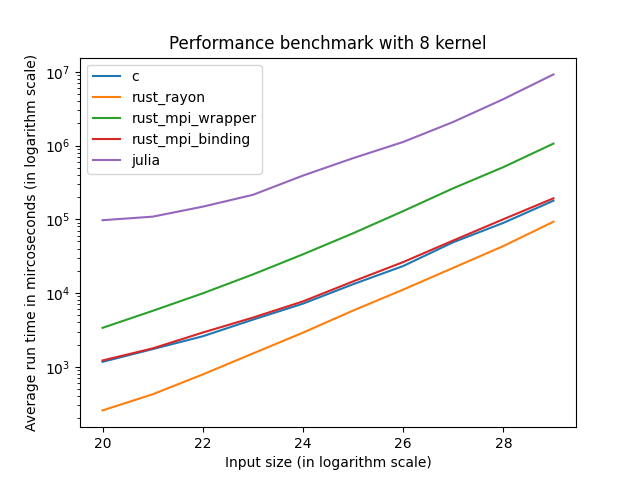 Performance benchmark with 8 kernel
c
rust_rayon
rust_mpi_wrapper
rust_mpi_binding
julia
10^7
10^6
10^5
10^4
10^3
Average run time in mircoseconds (in logarithm scale)
20
22
24
26
28
Input size (in logarithm scale)